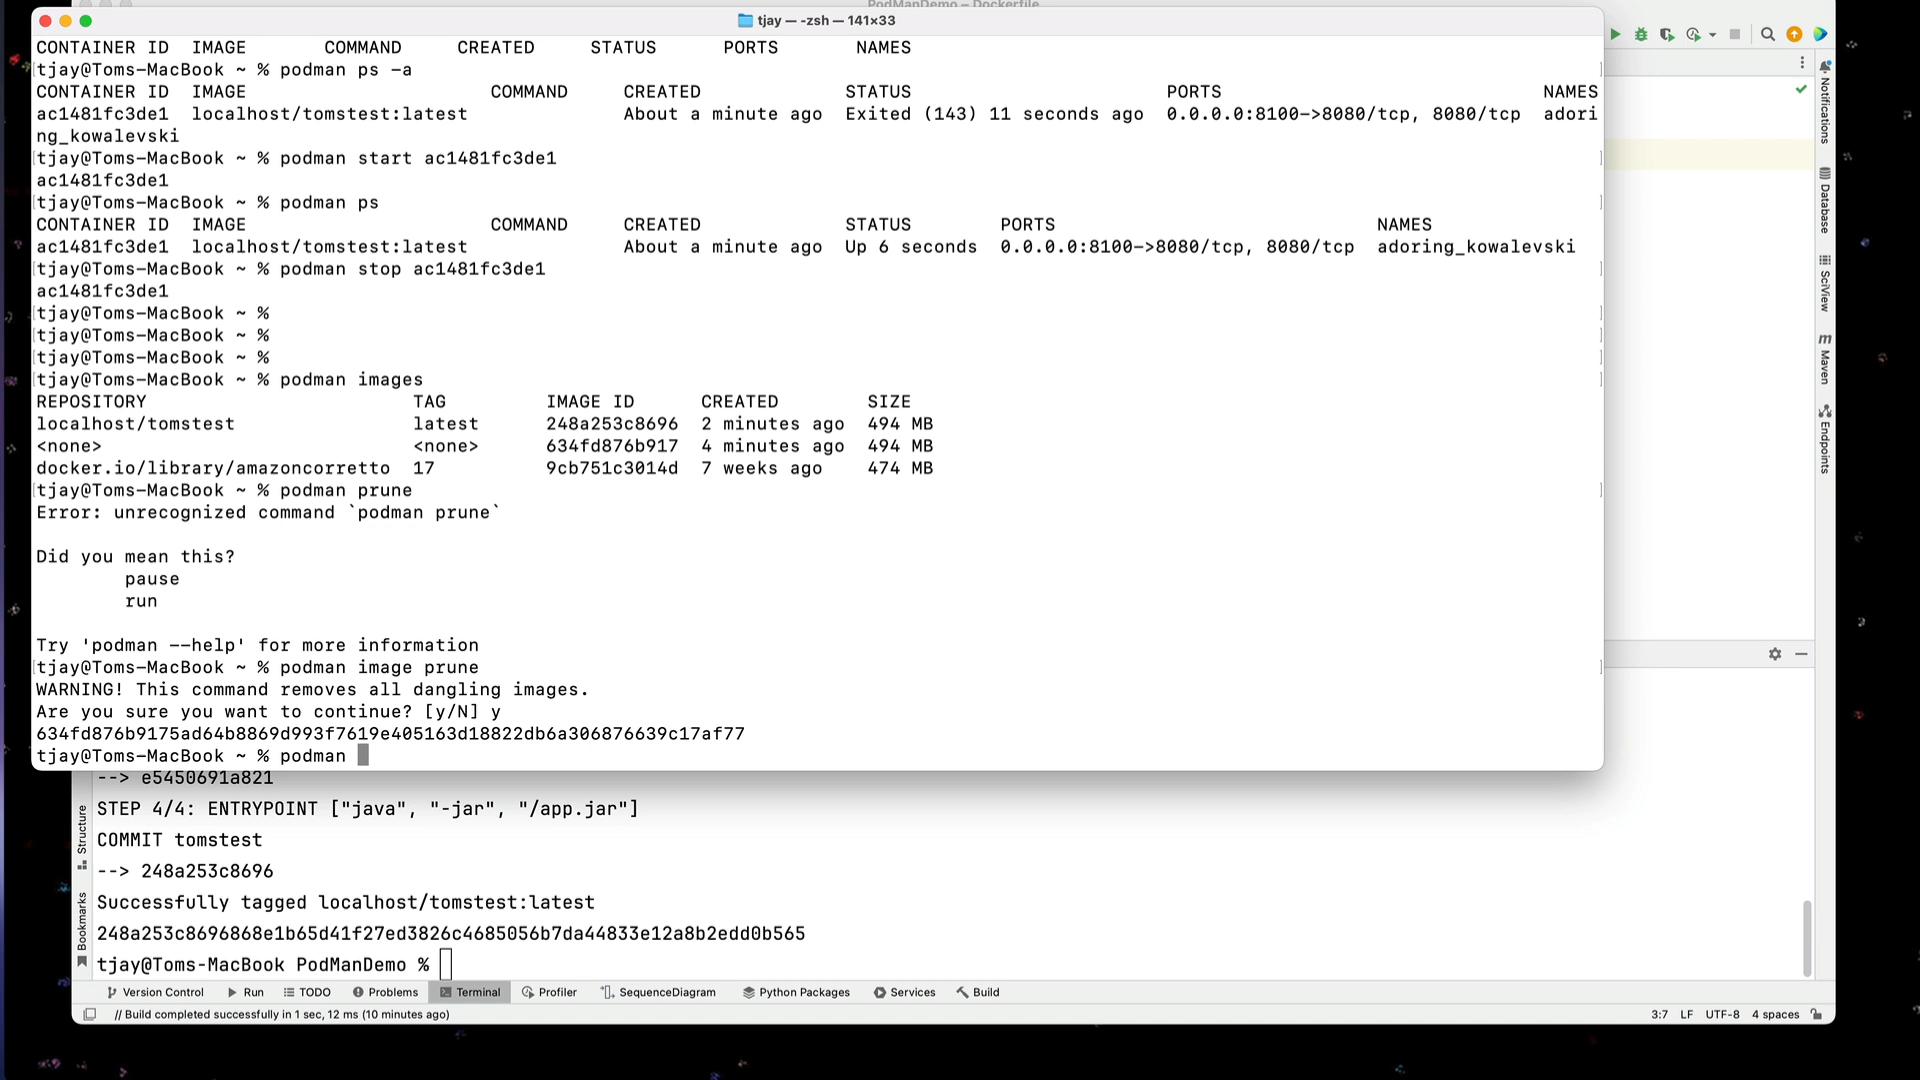 PodManDemo – Dockerfile
tjay — -zsh — 141×33
CONTAINER ID  IMAGE       COMMAND     CREATED     STATUS      PORTS       NAMES
tjay@Toms-MacBook ~ % podman ps -a
CONTAINER ID  IMAGE                      COMMAND     CREATED             STATUS                       PORTS                             NAMES
ac1481fc3de1  localhost/tomstest:latest              About a minute ago  Exited (143) 11 seconds ago  0.0.0.0:8100->8080/tcp, 8080/tcp  adori
ng_kowalevski
tjay@Toms-MacBook ~ % podman start ac1481fc3de1
ac1481fc3de1
tjay@Toms-MacBook ~ % podman ps
CONTAINER ID  IMAGE                      COMMAND     CREATED             STATUS        PORTS                             NAMES
ac1481fc3de1  localhost/tomstest:latest              About a minute ago  Up 6 seconds  0.0.0.0:8100->8080/tcp, 8080/tcp  adoring_kowalevski
tjay@Toms-MacBook ~ % podman stop ac1481fc3de1
ac1481fc3de1
tjay@Toms-MacBook ~ %
tjay@Toms-MacBook ~ %
tjay@Toms-MacBook ~ %
tjay@Toms-MacBook ~ % podman images
REPOSITORY                        TAG         IMAGE ID      CREATED        SIZE
localhost/tomstest                latest      248a253c8696  2 minutes ago  494 MB
<none>                            <none>      634fd876b917  4 minutes ago  494 MB
docker.io/library/amazoncorretto  17          9cb751c3014d  7 weeks ago    474 MB
tjay@Toms-MacBook ~ % podman prune
Error: unrecognized command `podman prune`
Did you mean this?
pause
run
Try 'podman --help' for more information
tjay@Toms-MacBook ~ % podman image prune
WARNING! This command removes all dangling images.
Are you sure you want to continue? [y/N] y
634fd876b9175ad64b8869d993f7619e405163d18822db6a306876639c17af77
tjay@Toms-MacBook ~ % podman
--> e5450691a821
STEP 4/4: ENTRYPOINT ["java", "-jar", "/app.jar"]
COMMIT tomstest
--> 248a253c8696
Successfully tagged localhost/tomstest:latest
248a253c8696868e1b65d41f27ed3826c4685056b7da44833e12a8b2edd0b565
tjay@Toms-MacBook PodManDemo %
Structure
Bookmarks
Notifications
Database
SciView
Maven
Endpoints
Version Control  Run  TODO  Problems  Terminal  Profiler  SequenceDiagram  Python Packages  Services  Build
// Build completed successfully in 1 sec, 12 ms (10 minutes ago)  3:7  LF  UTF-8  4 spaces